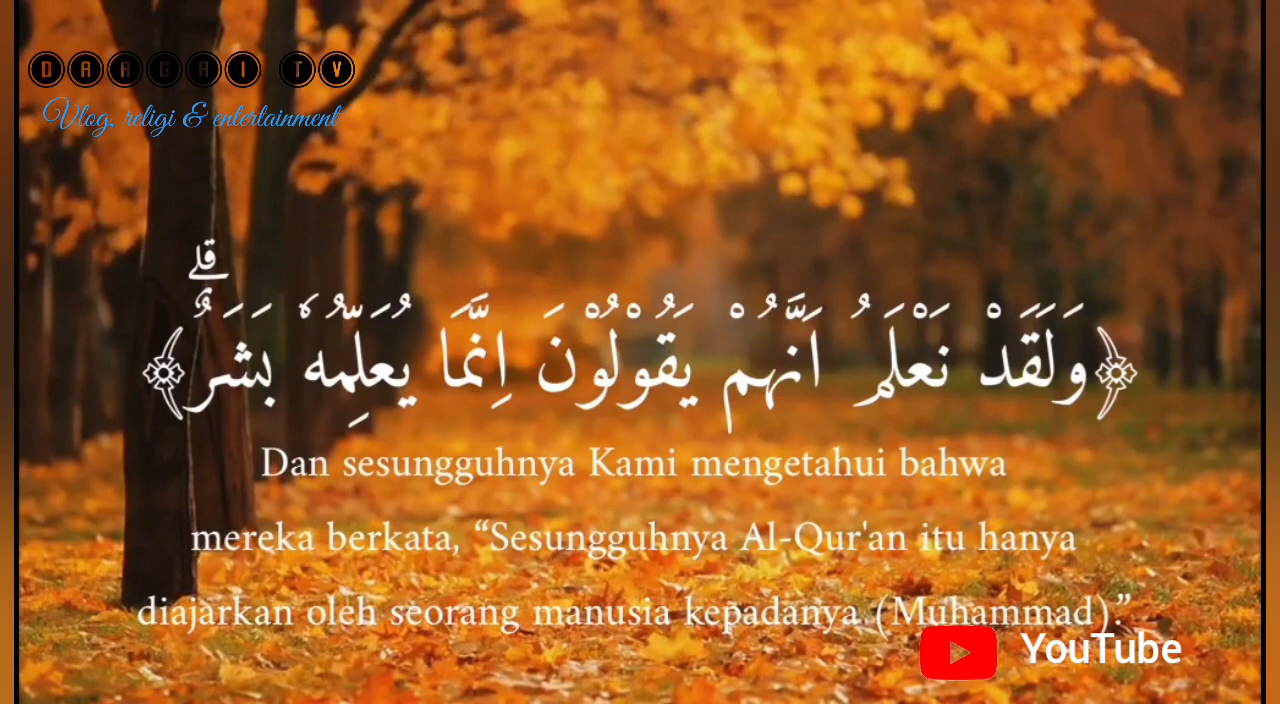 DRAGAI TV
Vlog, religi & entertainment
﴿وَلَقَدْ نَعْلَمُ اَنَّهُمْ يَقُوْلُوْنَ اِنَّمَا يُعَلِّمُهٗ بَشَرٌۗ﴾
Dan sesungguhnya Kami mengetahui bahwa
mereka berkata, “Sesungguhnya Al-Qur'an itu hanya
diajarkan oleh seorang manusia kepadanya (Muhammad).”
YouTube